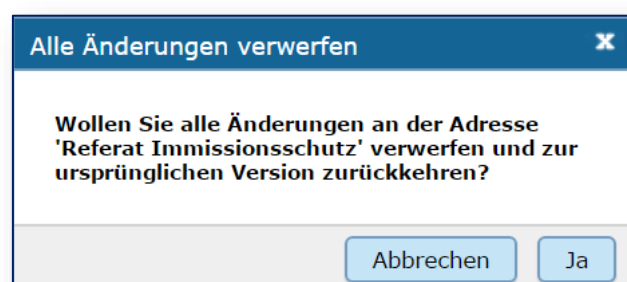 Alle Änderungen verwerfen x
Wollen Sie alle Änderungen an der Adresse
'Referat Immissionsschutz' verwerfen und zur
ursprünglichen Version zurückkehren?
Abbrechen Ja